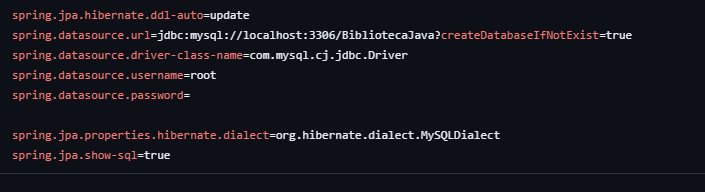 spring.jpa.hibernate.ddl-auto=update
spring.datasource.url=jdbc:mysql://localhost:3306/BibliotecaJava?createDatabaseIfNotExist=true
spring.datasource.driver-class-name=com.mysql.cj.jdbc.Driver
spring.datasource.username=root
spring.datasource.password=
spring.jpa.properties.hibernate.dialect=org.hibernate.dialect.MySQLDialect
spring.jpa.show-sql=true